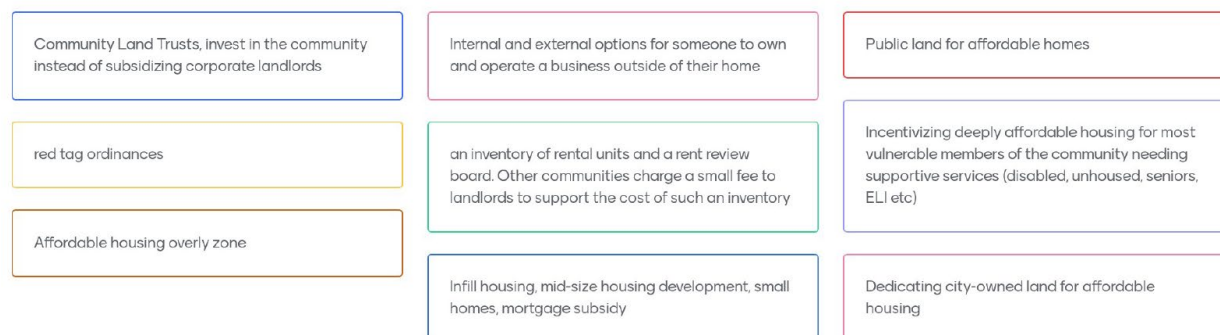 Community Land Trusts, invest in the community
instead of subsidizing corporate landlords
red tag ordinances
Affordable housing overly zone
Internal and external options for someone to own
and operate a business outside of their home
an inventory of rental units and a rent review
board. Other communities charge a small fee to
landlords to support the cost of such an inventory
Infill housing, mid-size housing development, small
homes, mortgage subsidy
Public land for affordable homes
Incentivizing deeply affordable housing for most
vulnerable members of the community needing
supportive services (disabled, unhoused, seniors,
ELI etc)
Dedicating city-owned land for affordable
housing